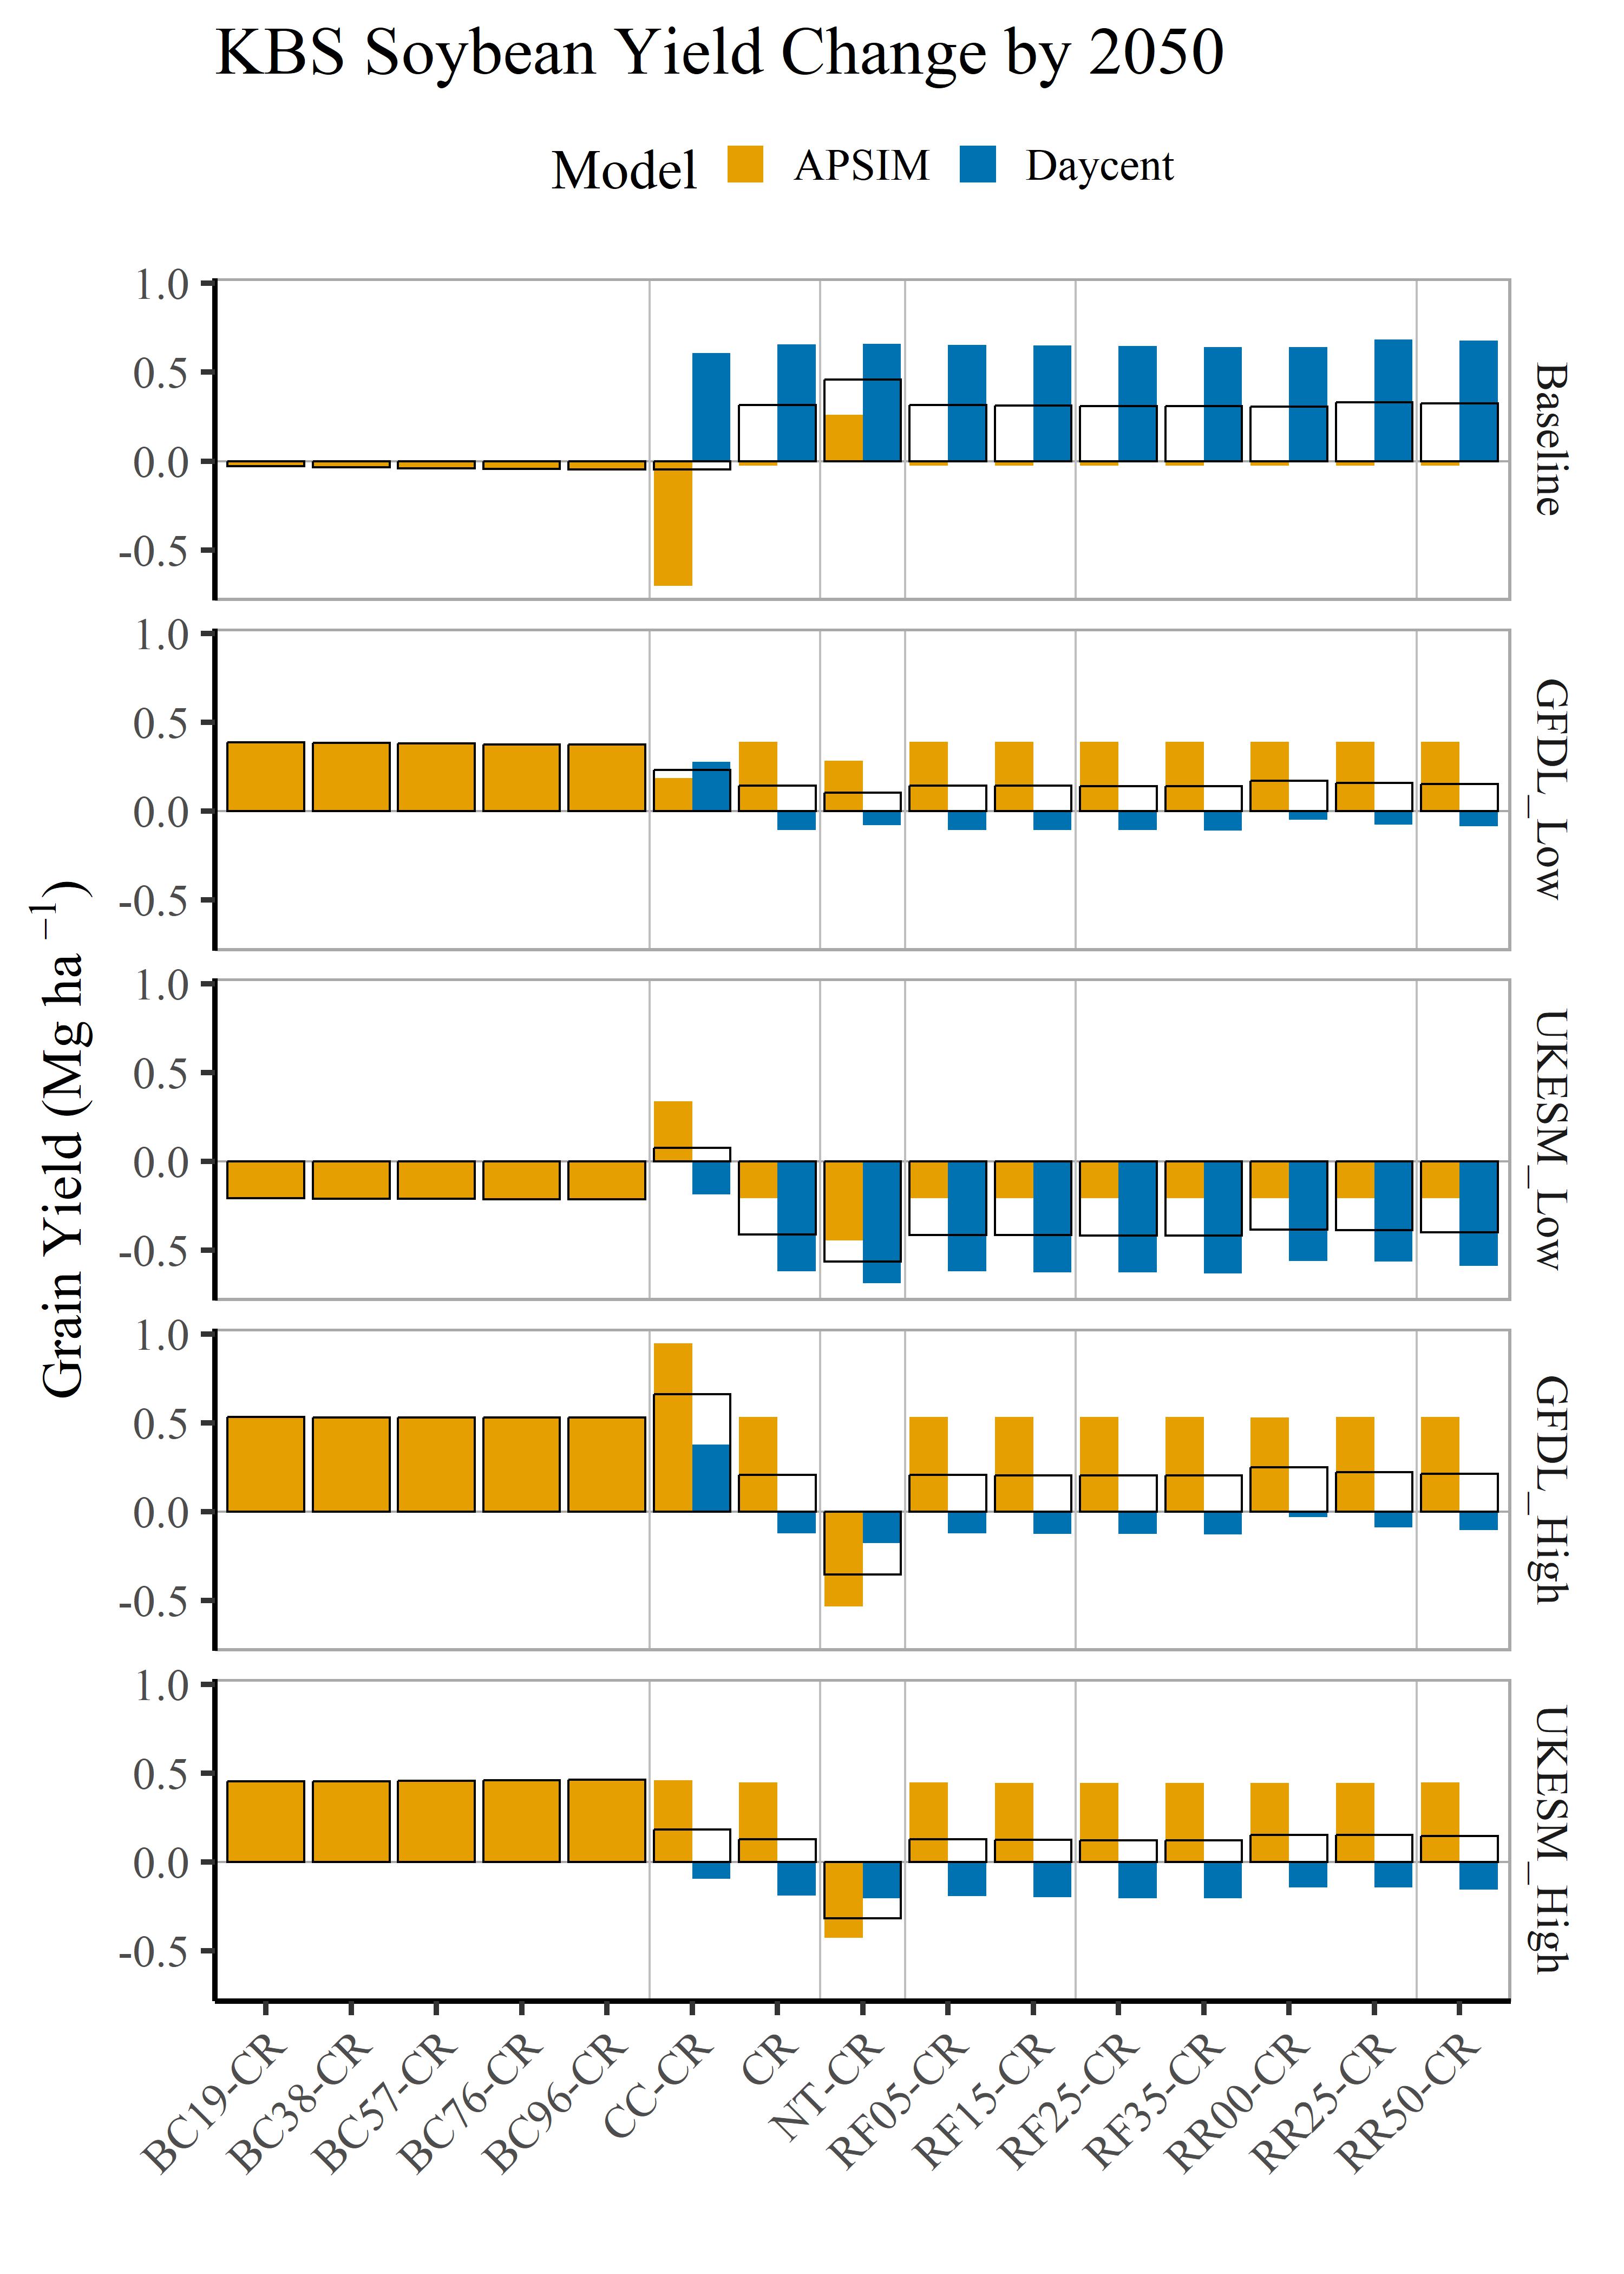 KBS Soybean Yield Change by 2050
Model APSIM Daycent
Grain Yield (Mg ha −1)
1.0
0.5
0.0
-0.5
Baseline
1.0
0.5
0.0
-0.5
GFDL_Low
1.0
0.5
0.0
-0.5
UKESM_Low
1.0
0.5
0.0
-0.5
GFDL_High
1.0
0.5
0.0
-0.5
UKESM_High
BC19-CR
BC38-CR
BC57-CR
BC76-CR
BC96-CR
CC-CR
CR
NT-CR
RF05-CR
RF15-CR
RF25-CR
RF35-CR
RR00-CR
RR25-CR
RR50-CR